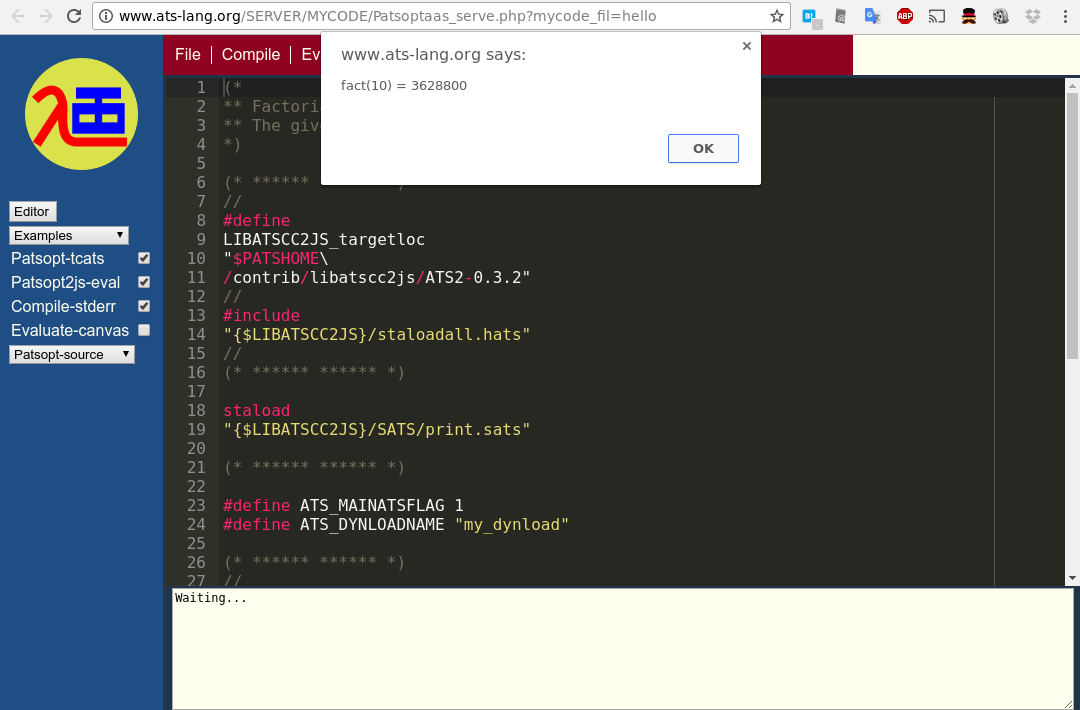 www.ats-lang.org/SERVER/MYCODE/Patsoptaas_serve.php?mycode_fil=hello
ABP
File
Compile
Ev
www.ats-lang.org says:
fact(10) = 3628800
OK
Editor
Examples
Patsopt-tcats
Patsopt2js-eval
Compile-stderr
Evaluate-canvas
Patsopt-source
1 (*
2 ** Factori
3 ** The giv
4 *)
5
6 (* ****** )
7 //
8 #define
9 LIBATSCC2JS_targetloc
10 "$PATSHOME\
11 /contrib/libatscc2js/ATS2-0.3.2"
12 //
13 #include
14 "{$LIBATSCC2JS}/staloadall.hats"
15 //
16 (* ****** ****** *)
17
18 staload
19 "{$LIBATSCC2JS}/SATS/print.sats"
20
21 (* ****** ****** *)
22
23 #define ATS_MAINATSFLAG 1
24 #define ATS_DYNLOADNAME "my_dynload"
25
26 (* ****** ****** *)
27 //
Waiting...